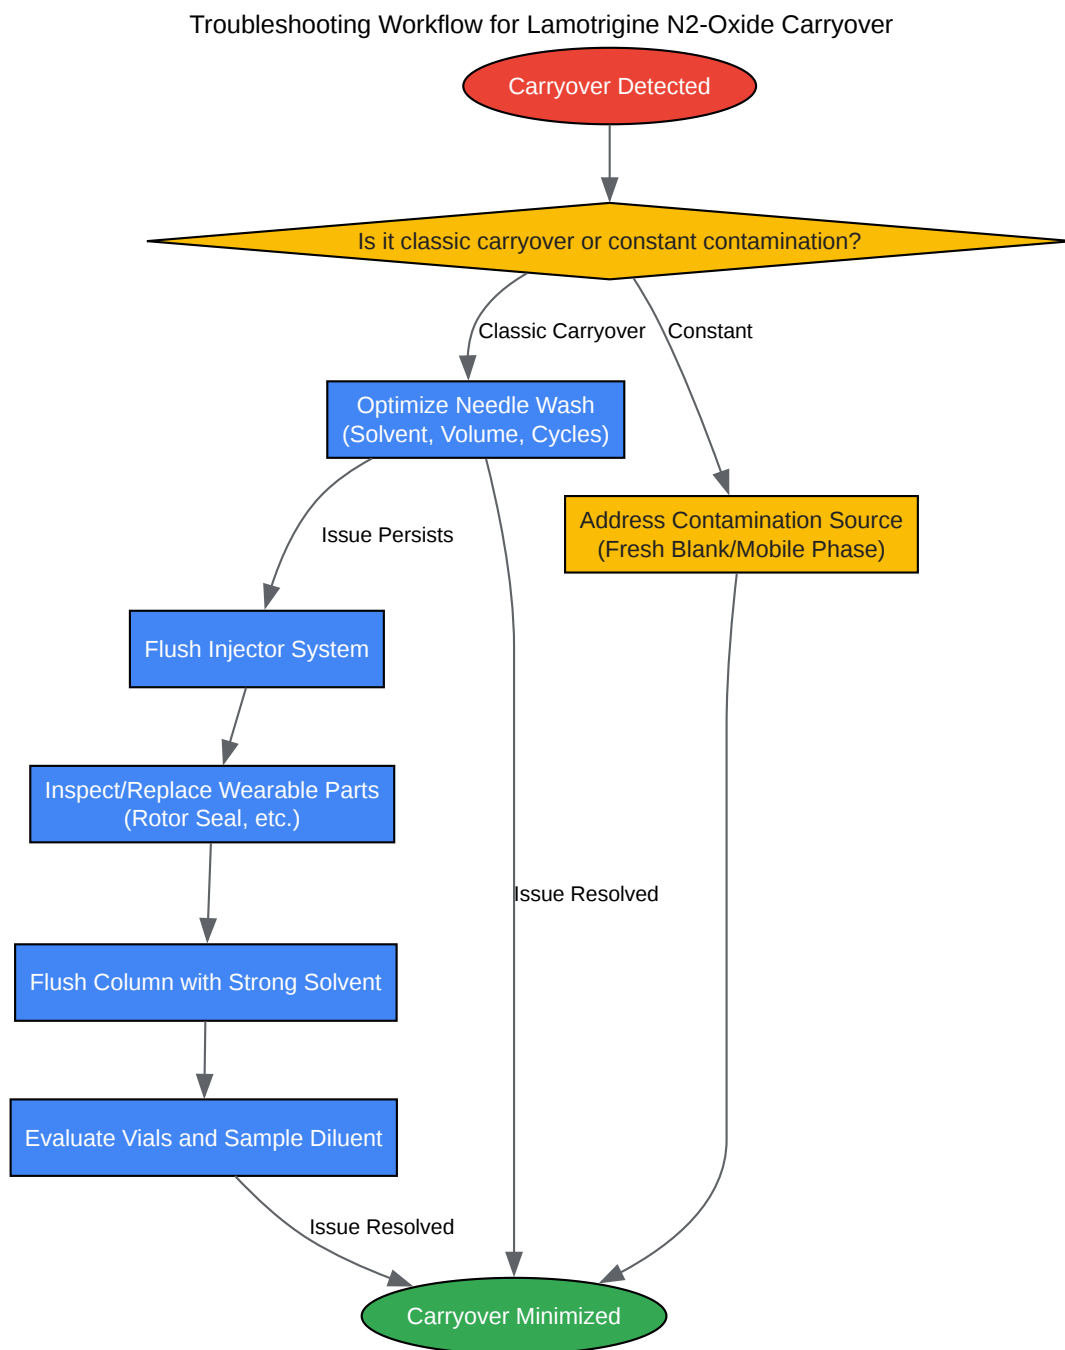 Troubleshooting Workflow for Lamotrigine N2-Oxide Carryover
Carryover Detected
Is it classic carryover or constant contamination?
Classic Carryover
Constant
Optimize Needle Wash
(Solvent, Volume, Cycles)
Address Contamination Source
(Fresh Blank/Mobile Phase)
Issue Persists
Flush Injector System
Inspect/Replace Wearable Parts
(Rotor Seal, etc.)
Issue Resolved
Flush Column with Strong Solvent
Evaluate Vials and Sample Diluent
Issue Resolved
Carryover Minimized